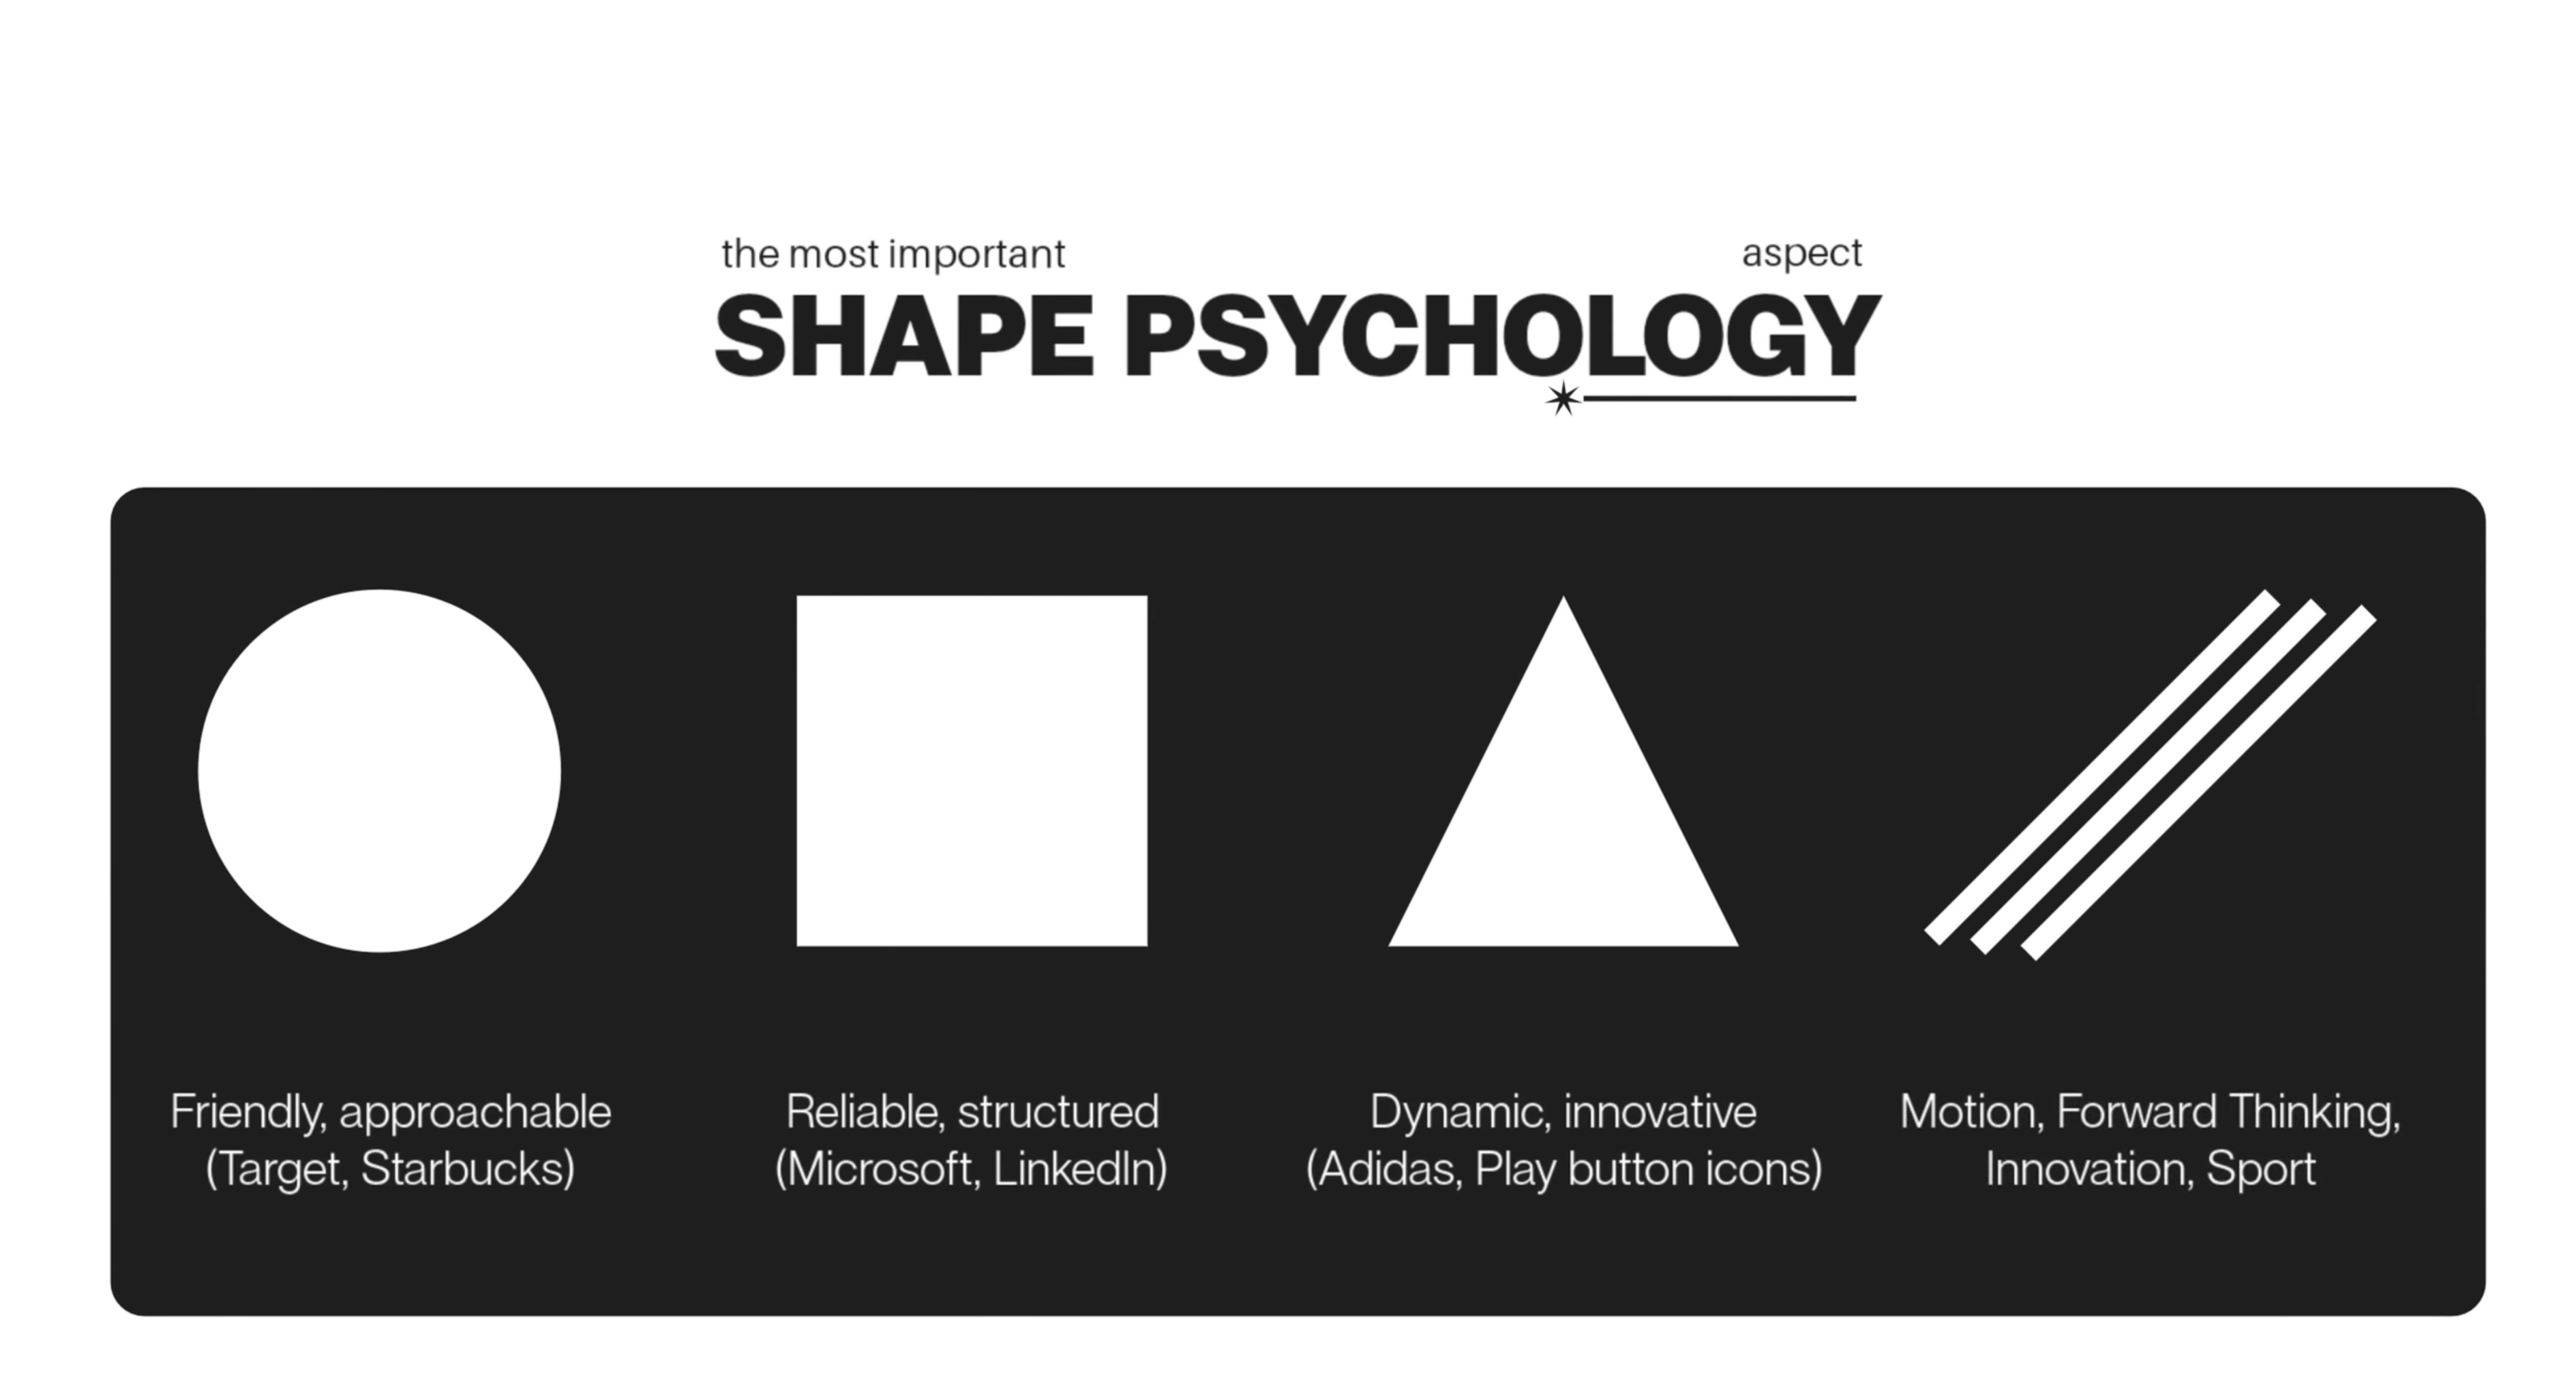 the most important aspect
SHAPE PSYCHOLOGY
Friendly, approachable
(Target, Starbucks)
Reliable, structured
(Microsoft, LinkedIn)
Dynamic, innovative
(Adidas, Play button icons)
Motion, Forward Thinking,
Innovation, Sport